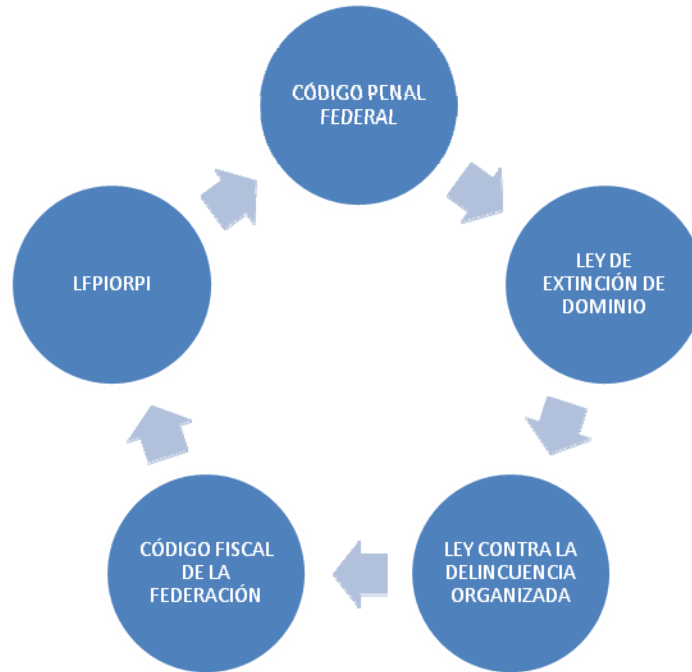 CÓDIGO PENAL
FEDERAL
LEY DE
EXTINCIÓN DE
DOMINIO
LEY CONTRA LA
DELINCUENCIA
ORGANIZADA
CÓDIGO FISCAL
DE LA
FEDERACIÓN
LFPIORPI